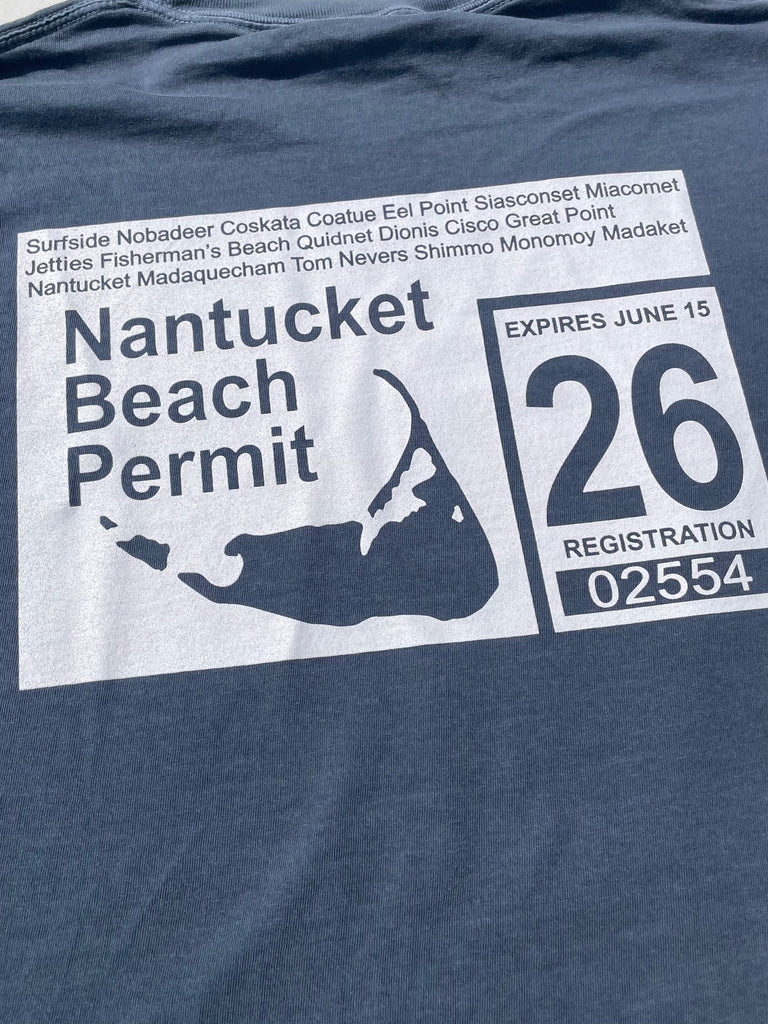 Surfside Nobadeer Coskata Coatue Eel Point Siasconset Miacomet
Jetties Fisherman's Beach Quidnet Dionis Cisco Great Point
Nantucket Madaquecham Tom Nevers Shimmo Monomoy Madaket
Nantucket
Beach
Permit
EXPIRES JUNE 15
26
REGISTRATION
02554